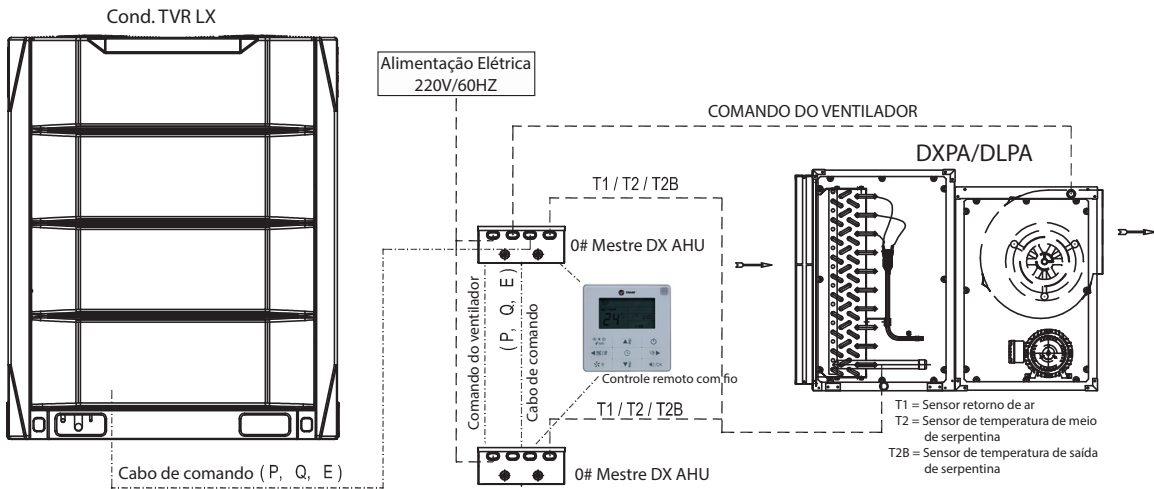 Cond. TVR LX
Alimentação Elétrica
220V/60HZ
COMANDO DO VENTILADOR
DXPA/DLPA
T1 / T2 / T2B
0# Mestre DX AHU
Comando do ventilador
( P, Q, E )
Cabo de comando
TRANE
24
Controle remoto com fio
T1 / T2 / T2B
T1 = Sensor retorno de ar
T2 = Sensor de temperatura de meio
de serpentina
T2B = Sensor de temperatura de saída
de serpentina
Cabo de comando ( P, Q, E )
0# Mestre DX AHU